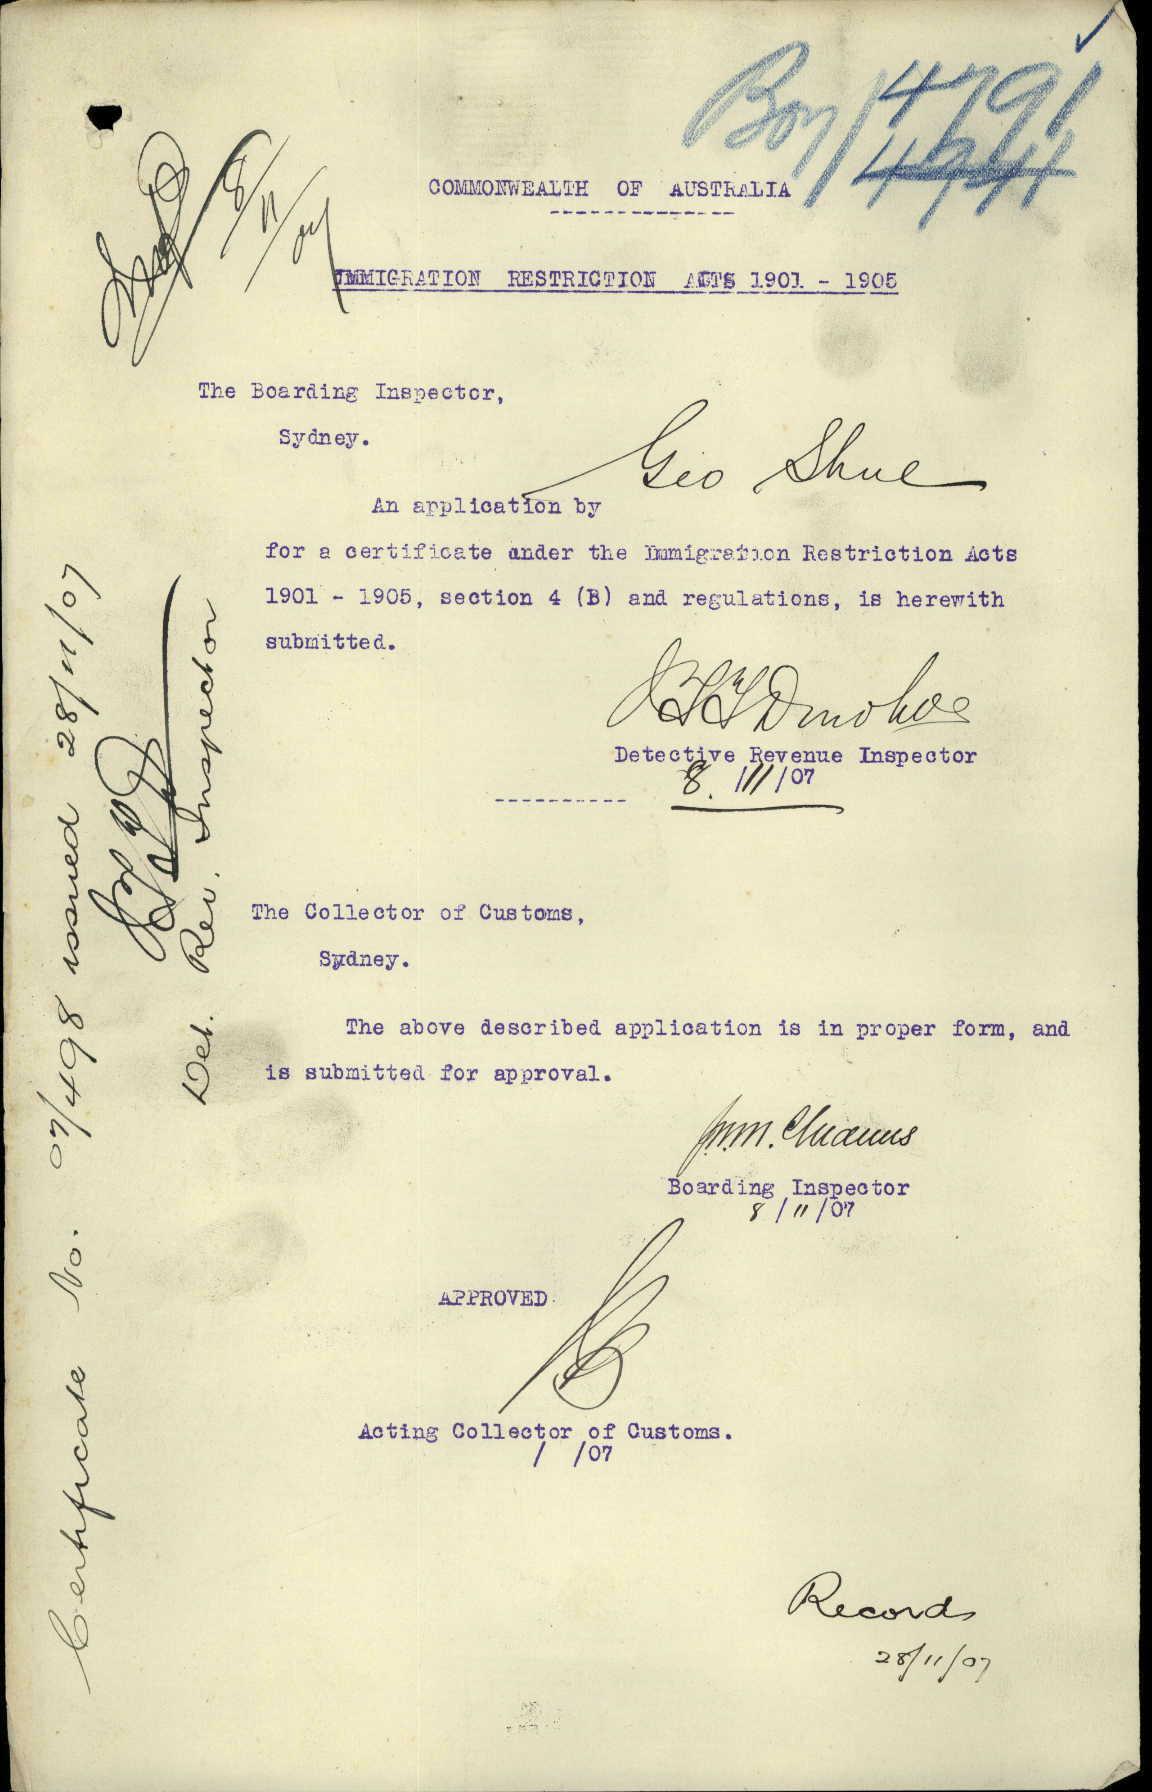 Boy/4791
4944
8/11/07
COMMONWEALTH OF AUSTRALIA
IMMIGRATION RESTRICTION ACTS 1901 - 1905
The Boarding Inspector,
Sydney.
Geo Shue
An application by
for a certificate under the Immigration Restriction Acts
1901 - 1905, section 4 (B) and regulations, is herewith
submitted.
Donohoe
Detective Revenue Inspector
8. /11/07
The Collector of Customs,
Sydney.
The above described application is in proper form, and
is submitted for approval.
Boarding Inspector
8/11/07
APPROVED
Acting Collector of Customs.
/ /07
Records
28/11/07
Certificate No. 07/498 issued 28/11/07
Det. Rev. Inspector